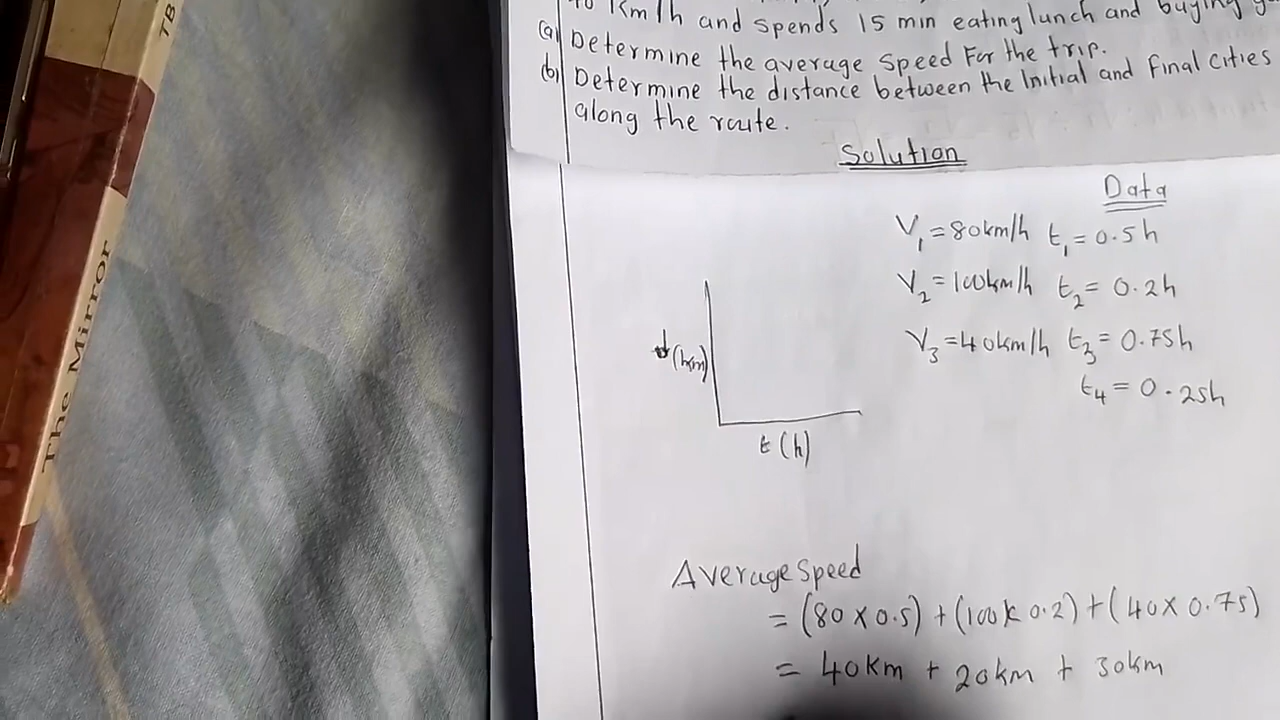 Km/h and spends 15 min eating lunch and buying
(a) Determine the average speed For the trip.
(b) Determine the distance between the Initial and final cities
along the route.
Solution
Data
V₁=80km/h t₁=0.5h
V₂=100km/h t₂= 0.2h
V₃=40km/h t₃= 0.75h
t₄= 0.25h
(km)
t (h)
Average Speed
= (80 x 0.5) + (100 x 0.2) + (40 x 0.75)
= 40km + 20km + 30km
The Mirror
TB